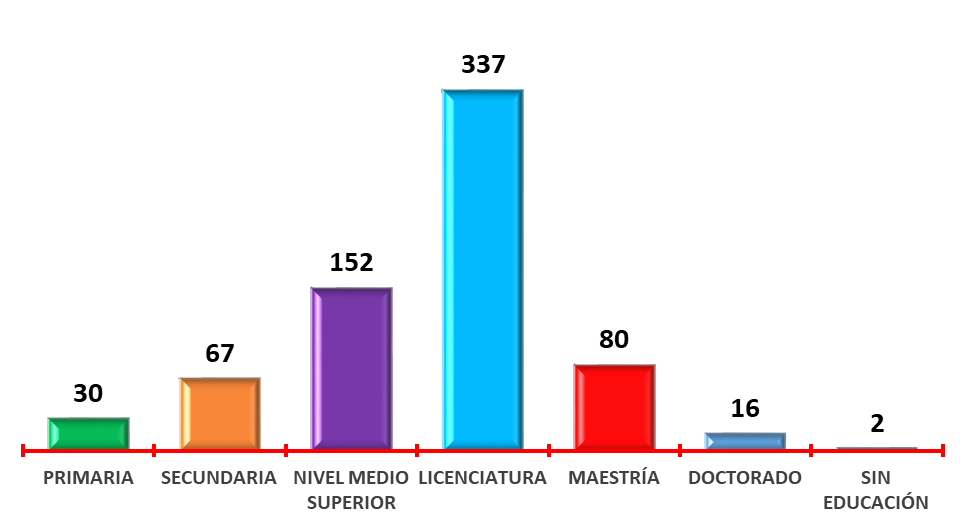 337
152
80
67
30
16
2
PRIMARIA
SECUNDARIA
NIVEL MEDIO
SUPERIOR
LICENCIATURA
MAESTRÍA
DOCTORADO
SIN
EDUCACIÓN